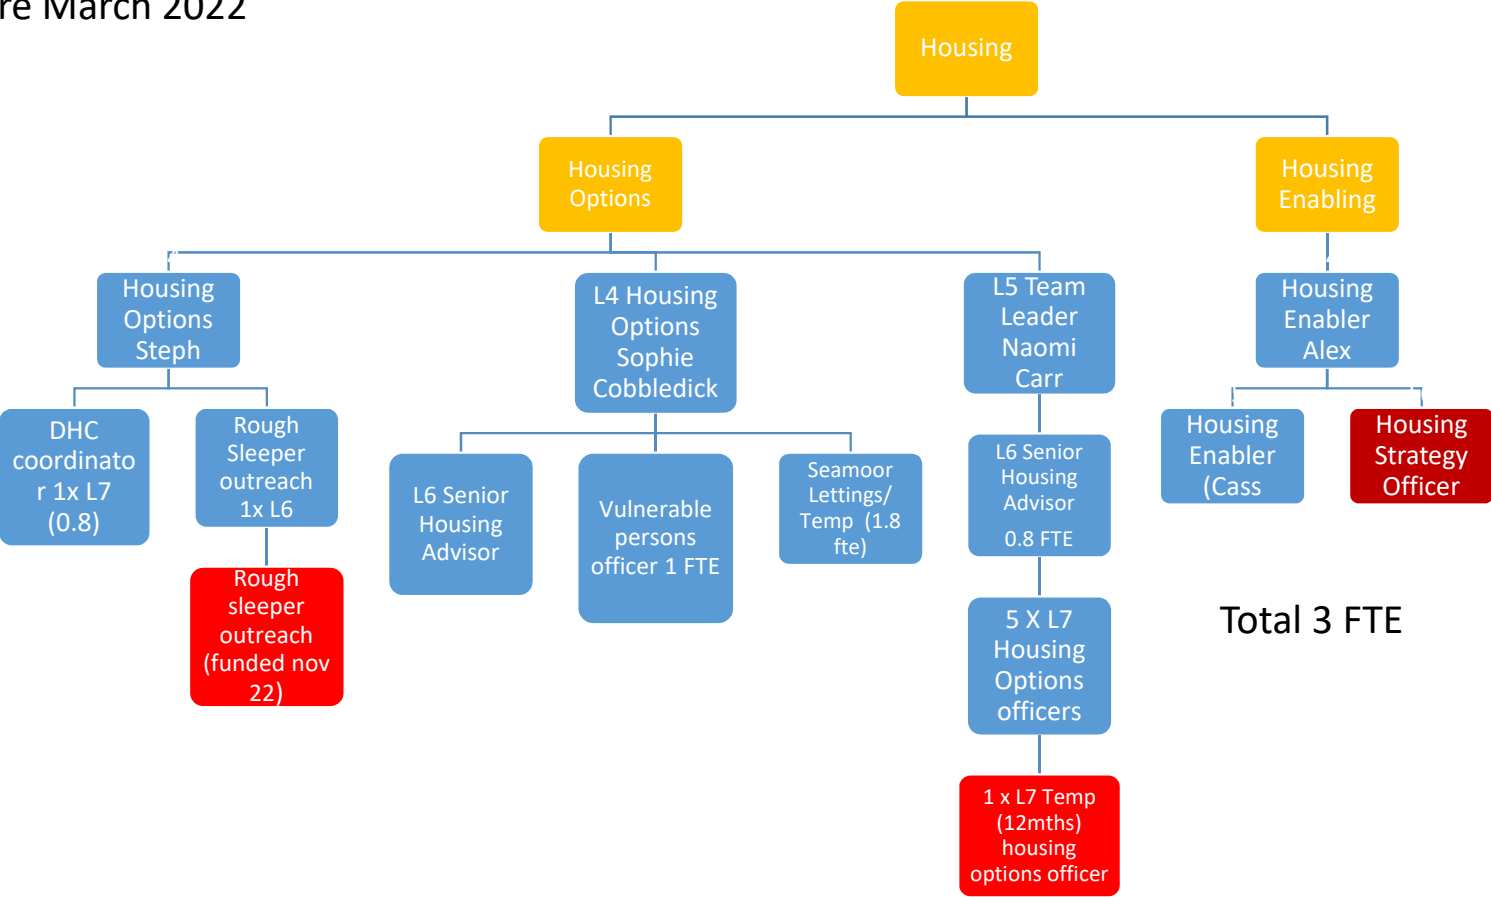 re March 2022
Housing
Housing
Options
Housing
Enabling
Housing
Options
Steph
L4 Housing
Options
Sophie
Cobbledick
L5 Team
Leader
Naomi
Carr
Housing
Enabler
Alex
DHC
coordinato
r 1x L7
(0.8)
Rough
Sleeper
outreach
1x L6
L6 Senior
Housing
Advisor
Vulnerable
persons
officer 1 FTE
Seamoor
Lettings/
Temp (1.8
fte)
L6 Senior
Housing
Advisor
0.8 FTE
Housing
Enabler
(Cass
Housing
Strategy
Officer
Rough
sleeper
outreach
(funded nov
22)
5 X L7
Housing
Options
officers
Total 3 FTE
1 x L7 Temp
(12mths)
housing
options officer